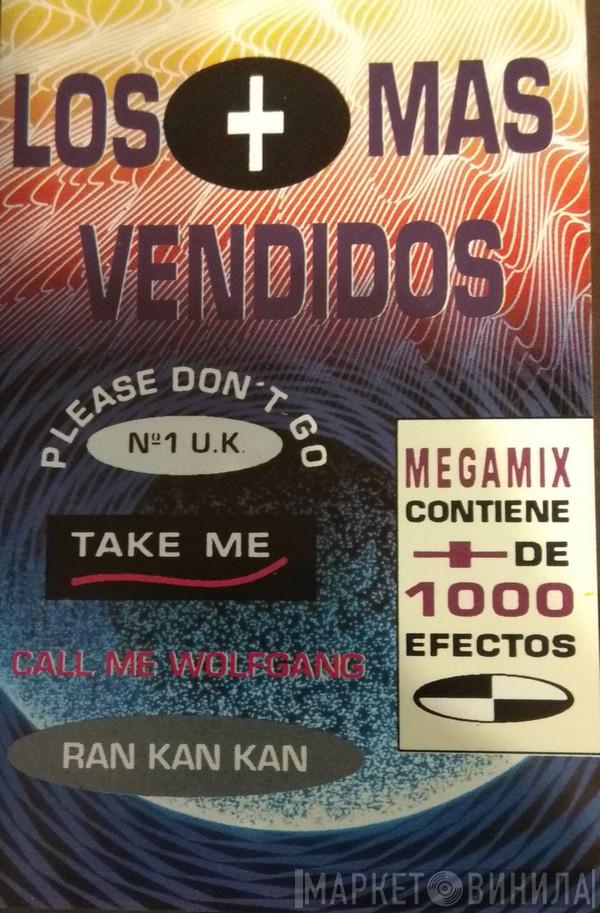 LOS + MAS
VENDIDOS
PLEASE DON´T GO
Nº1 U.K.
TAKE ME
CALL ME WOLFGANG
RAN KAN KAN
MEGAMIX
CONTIENE
+ DE
1000
EFECTOS
МАРКЕТ ВИНИЛА